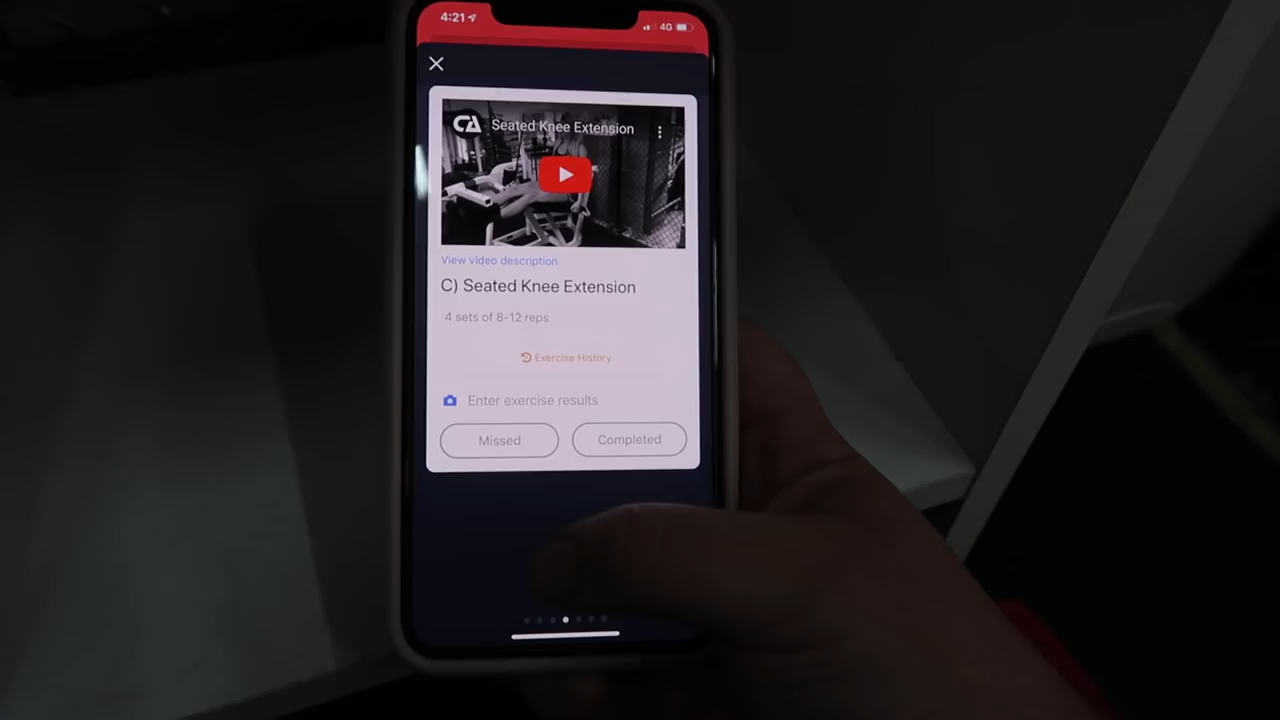 4:21
4G
CA Seated Knee Extension
View video description
C) Seated Knee Extension
4 sets of 8-12 reps
Exercise History
Enter exercise results
Missed
Completed